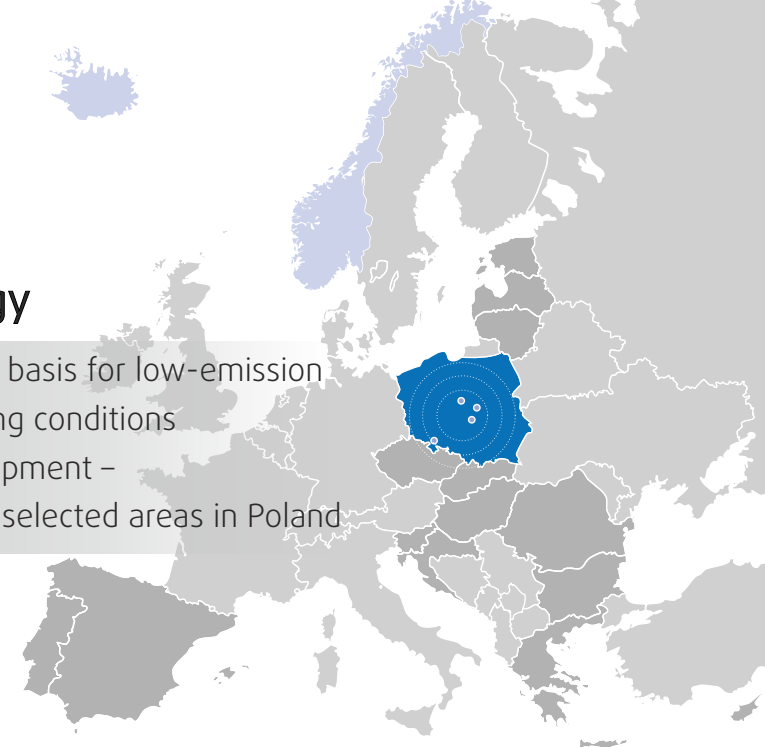 gy
basis for low-emission
ng conditions
pment –
selected areas in Poland